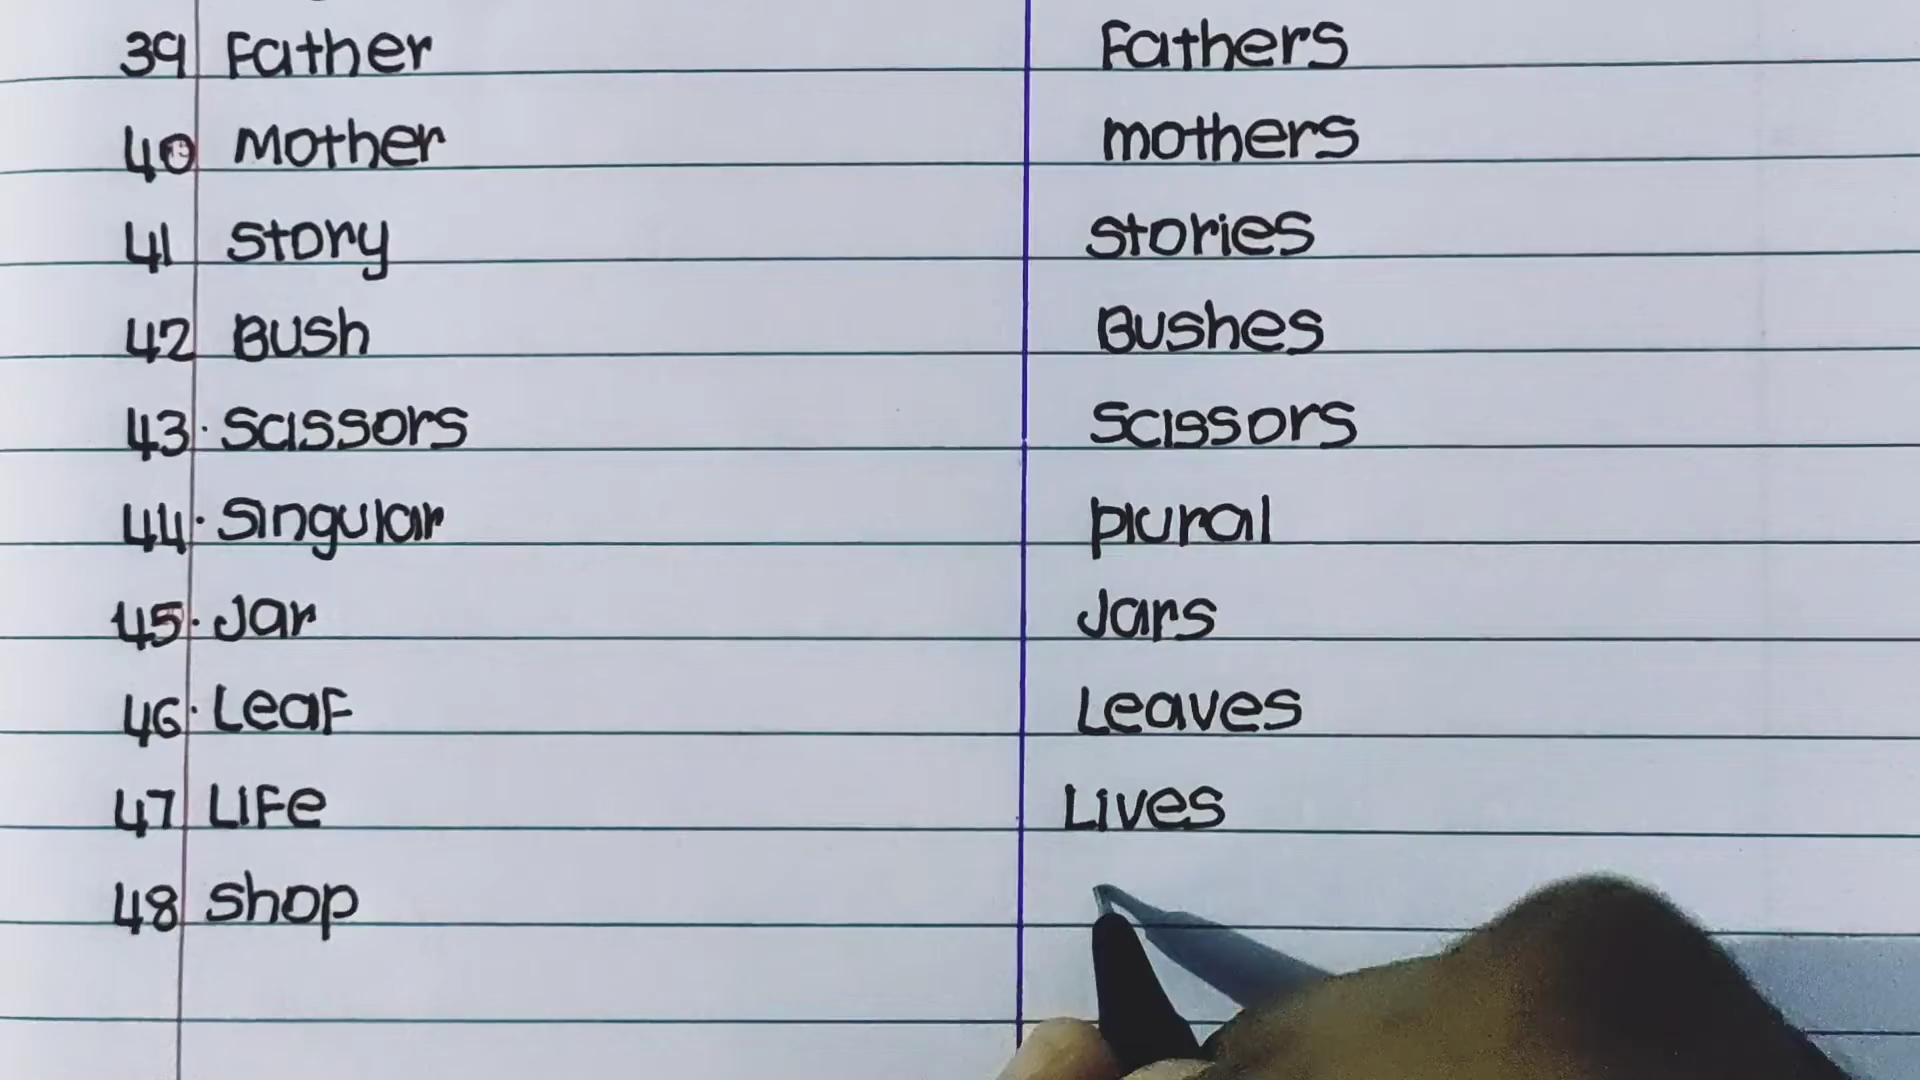 39 Father Fathers
40 Mother mothers
41 Story Stories
42 Bush Bushes
43. Scissors Scissors
44. Singular plural
45. Jar Jars
46. Leaf Leaves
47 Life Lives
48 Shop